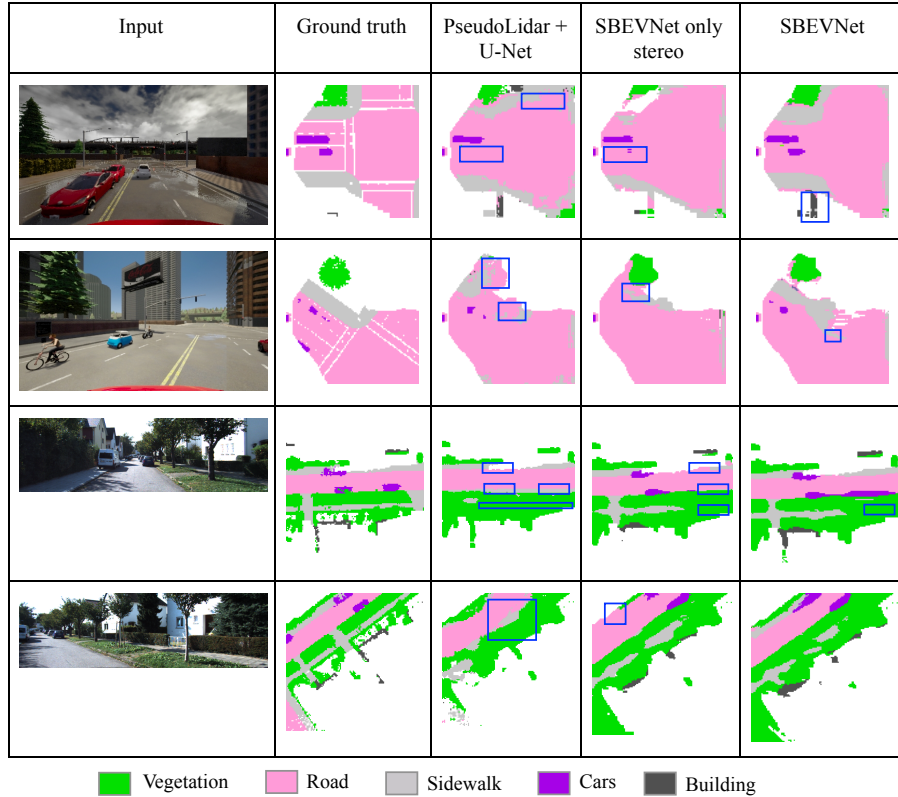 Input
Ground truth
PseudoLidar +
U-Net
SBEVNet only
stereo
SBEVNet
Vegetation
Road
Sidewalk
Cars
Building